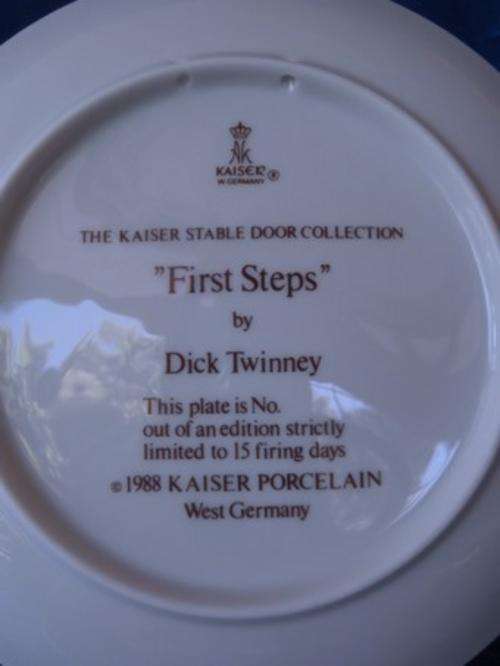 KAISER ®
W. GERMANY
THE KAISER STABLE DOOR COLLECTION
"First Steps"
by
Dick Twinney
This plate is No.
out of an edition strictly
limited to 15 firing days
© 1988 KAISER PORCELAIN
West Germany